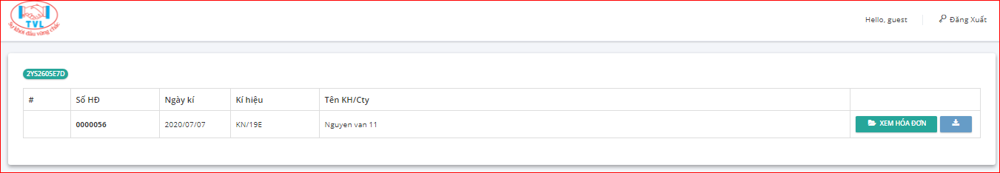 TVL
Sự khởi đầu vững chắc
Hello, guest
Đăng Xuất
2YS2605E7D
# Số HĐ Ngày kí Kí hiệu Tên KH/Cty
0000056 2020/07/07 KN/19E Nguyen van 11 XEM HÓA ĐƠN